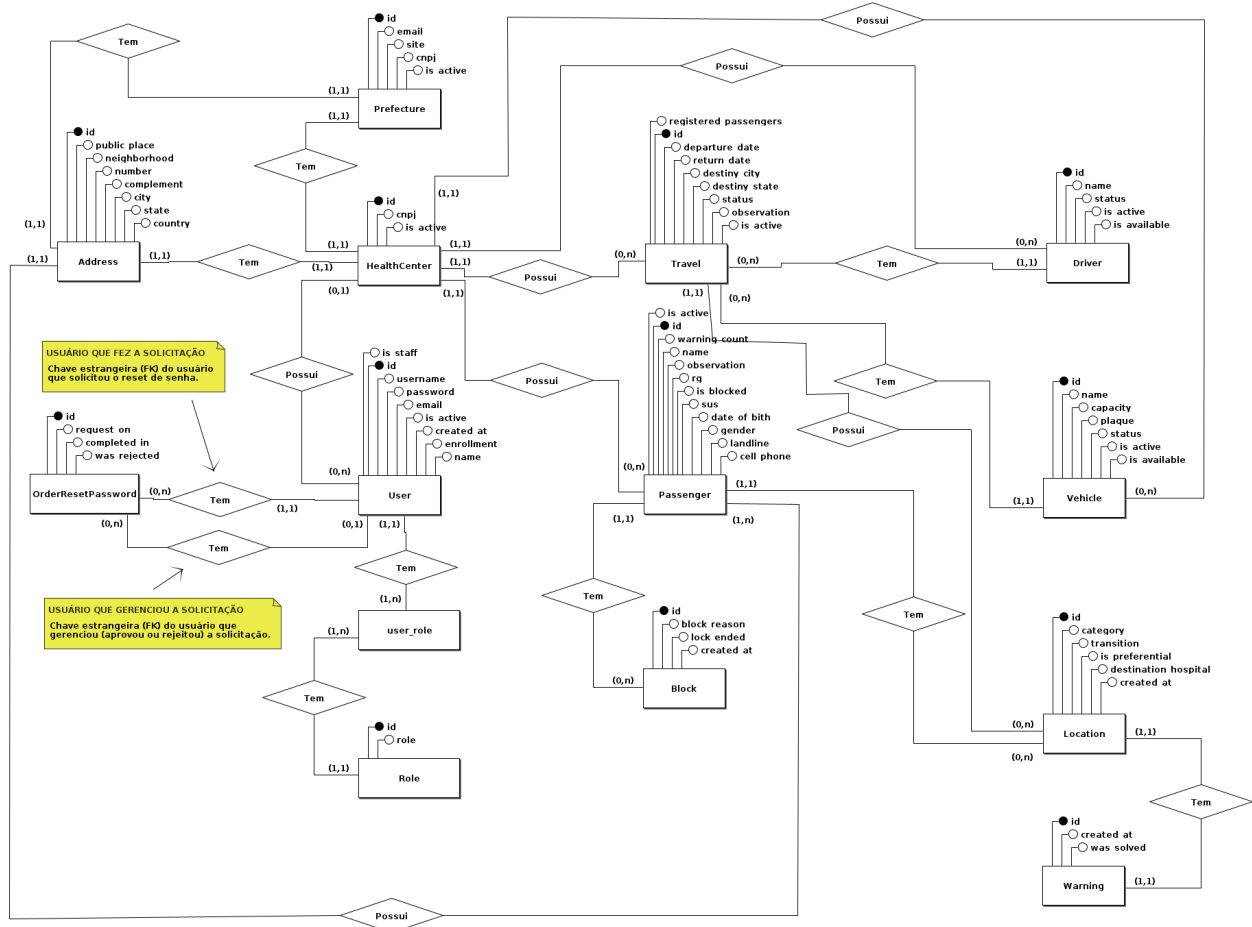 id
email
site
cnpj
is active
Prefecture
Tem
(1,1)
(1,1)
Possui
(1,1)
Possui
Tem
id
public place
neighborhood
number
complement
city
state
country
Address
(1,1)
(1,1)
(1,1)
Tem
(1,1)
id
cnpj
is active
HealthCenter
(1,1)
(1,1)
(1,1)
(1,1)
(0,1)
Possui
registered passengers
id
departure date
return date
destiny city
destiny state
status
observation
is active
Travel
(0,n)
(0,n)
(1,1)
(0,n)
Tem
id
name
status
is active
is available
Driver
(0,n)
(1,1)
USUÁRIO QUE FEZ A SOLICITAÇÃO
Chave estrangeira (FK) do usuário
que solicitou o reset de senha.
Possui
Possui
is staff
id
username
password
email
is active
created at
enrollment
name
User
(0,n)
(1,1)
(0,1)
(1,1)
is active
id
warning count
name
observation
rg
is blocked
sus
date of bith
gender
landline
cell phone
Passenger
(0,n)
(1,1)
(1,1)
(1,n)
Tem
Possui
id
name
capacity
plaque
status
is active
is available
Vehicle
(1,1)
(0,n)
id
request on
completed in
was rejected
OrderResetPassword
(0,n)
(0,n)
Tem
Tem
USUÁRIO QUE GERENCIOU A SOLICITAÇÃO
Chave estrangeira (FK) do usuário que
gerenciou (aprovou ou rejeitou) a solicitação.
Tem
(1,n)
user_role
(1,n)
Tem
id
role
Role
(1,1)
Tem
id
block reason
lock ended
created at
Block
(0,n)
Tem
id
category
transition
is preferential
destination hospital
created at
Location
(0,n)
(0,n)
(1,1)
Tem
id
created at
was solved
Warning
(1,1)
Possui